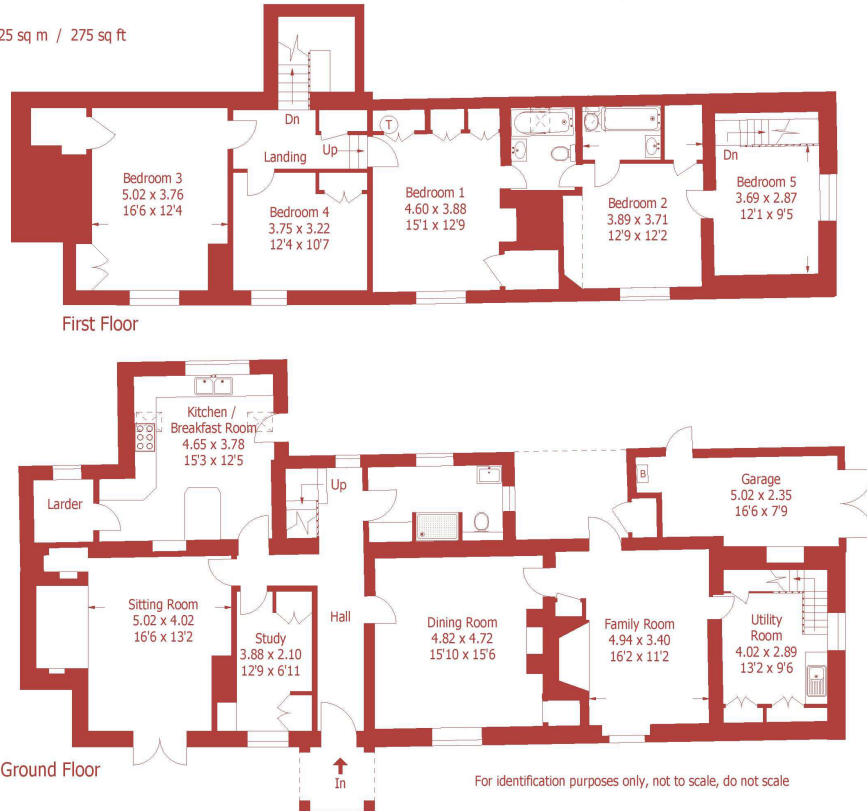 25 sq m / 275 sq ft
Dn
Landing
Up
T
Bedroom 3
5.02 x 3.76
16'6 x 12'4
Bedroom 4
3.75 x 3.22
12'4 x 10'7
Bedroom 1
4.60 x 3.88
15'1 x 12'9
Bedroom 2
3.89 x 3.71
12'9 x 12'2
Dn
Bedroom 5
3.69 x 2.87
12'1 x 9'5
First Floor
Kitchen /
Breakfast Room
4.65 x 3.78
15'3 x 12'5
Larder
Up
B
Garage
5.02 x 2.35
16'6 x 7'9
Sitting Room
5.02 x 4.02
16'6 x 13'2
Study
3.88 x 2.10
12'9 x 6'11
Hall
Dining Room
4.82 x 4.72
15'10 x 15'6
Family Room
4.94 x 3.40
16'2 x 11'2
Utility
Room
4.02 x 2.89
13'2 x 9'6
Ground Floor
In
For identification purposes only, not to scale, do not scale